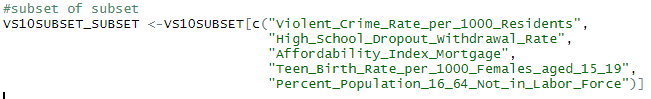 #subset of subset
VS10SUBSET_SUBSET <-VS10SUBSET[c("Violent_Crime_Rate_per_1000_Residents",
"High_School_Dropout_Withdrawal_Rate",
"Affordability_Index_Mortgage",
"Teen_Birth_Rate_per_1000_Females_aged_15_19",
"Percent_Population_16_64_Not_in_Labor_Force")]